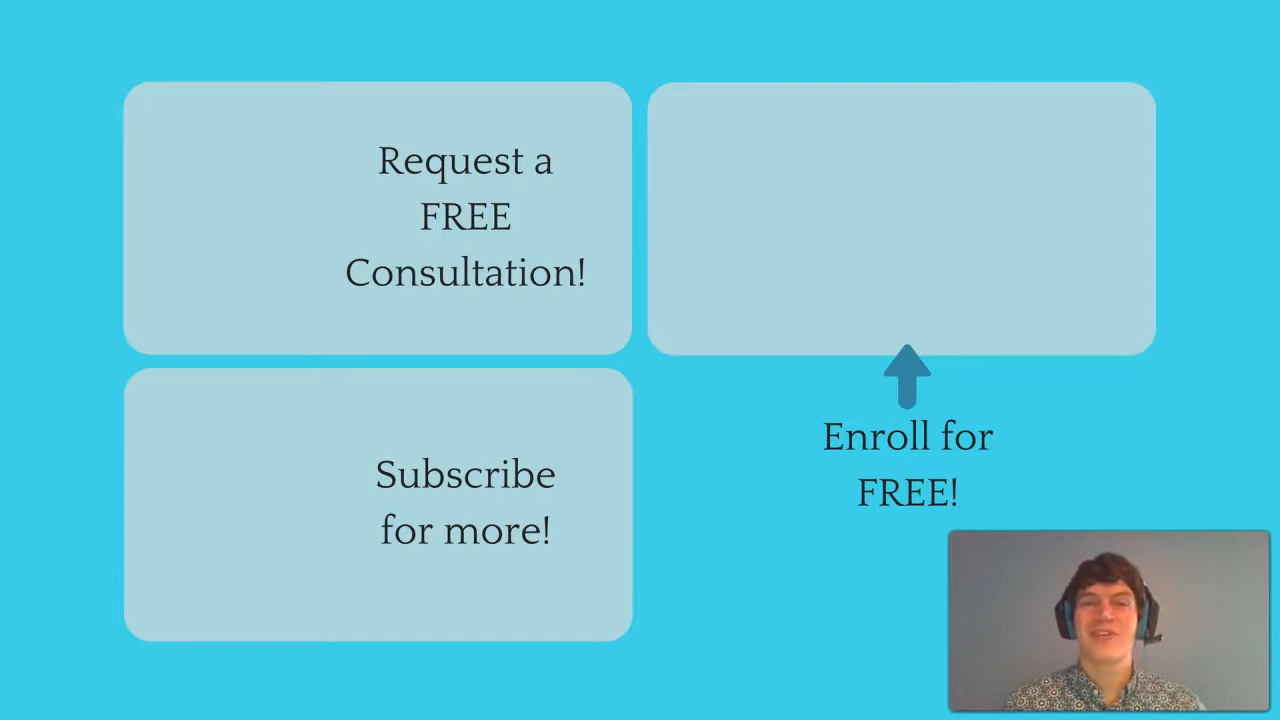 Request a
FREE
Consultation!
Subscribe
for more!
Enroll for
FREE!